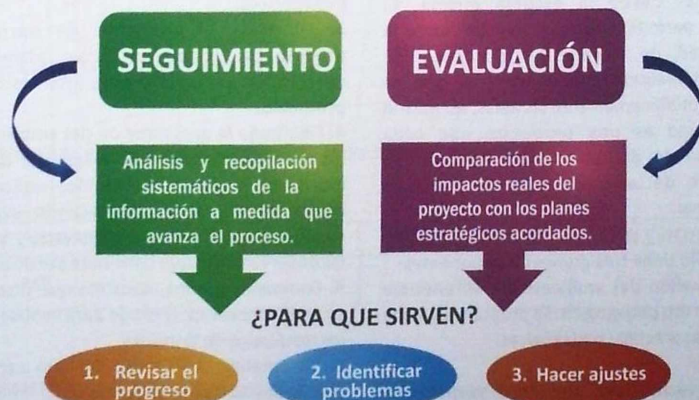 SEGUIMIENTO
EVALUACIÓN
Análisis y recopilación
sistemáticos de la
información a medida que
avanza el proceso.
Comparación de los
impactos reales del
proyecto con los planes
estratégicos acordados.
¿PARA QUE SIRVEN?
1. Revisar el
progreso
2. Identificar
problemas
3. Hacer ajustes